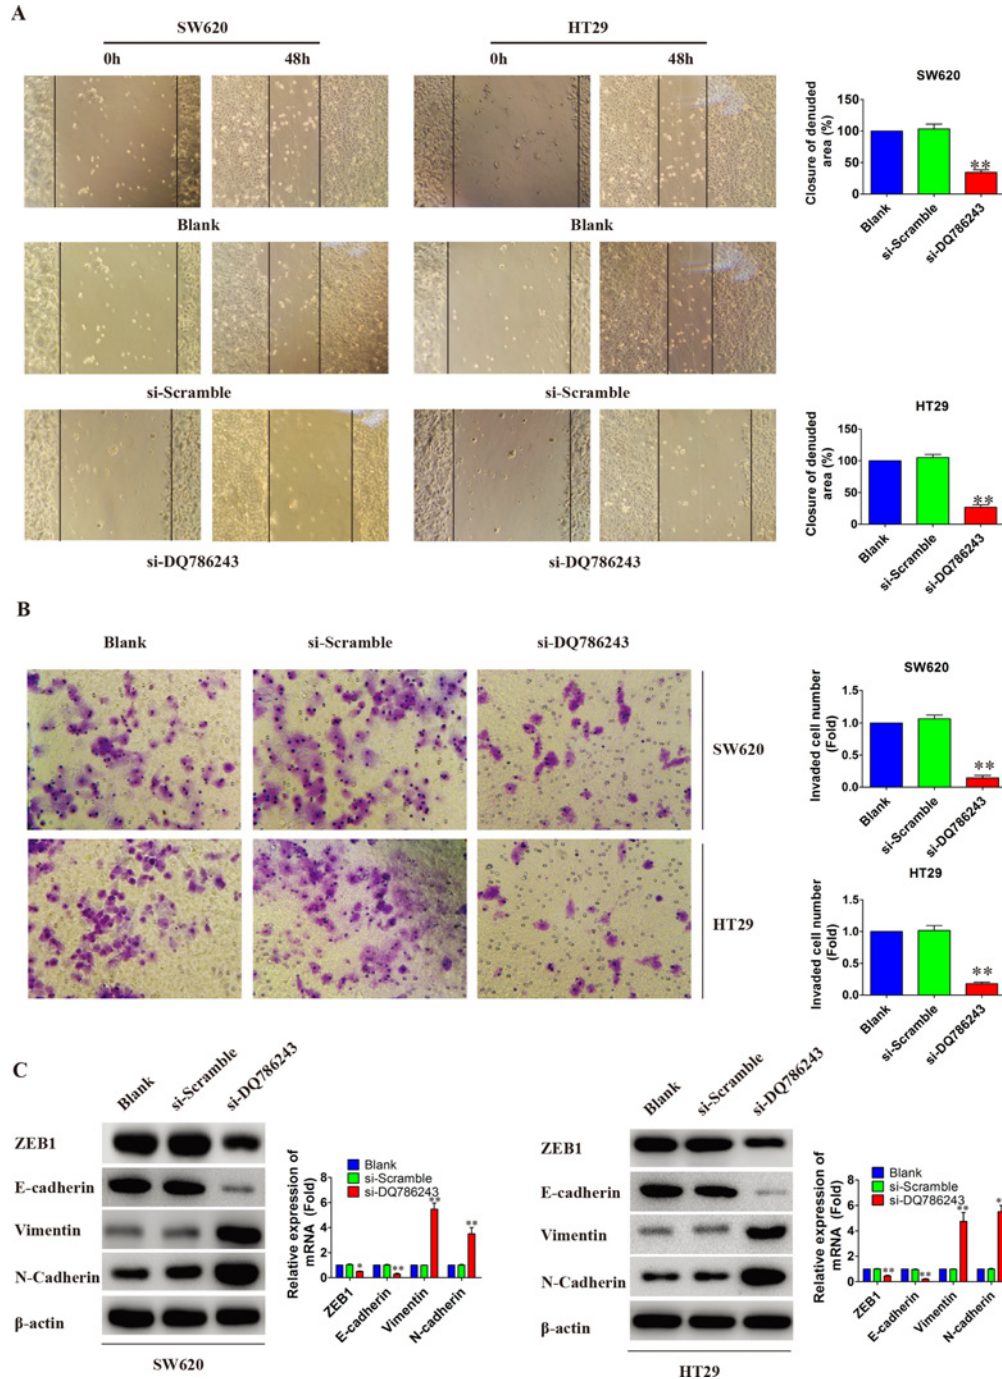 A
SW620
HT29
0h 48h 0h 48h
Blank Blank
si-Scramble si-Scramble
si-DQ786243 si-DQ786243
SW620
Closure of denuded
area (%)
150
100
50
0
Blank
si-Scramble
si-DQ786243
**
HT29
Closure of denuded
area (%)
150
100
50
0
Blank
si-Scramble
si-DQ786243
**
B
Blank si-Scramble si-DQ786243
SW620
HT29
SW620
Invaded cell number
(Fold)
1.5
1.0
0.5
0.0
Blank
si-Scramble
si-DQ786243
**
HT29
Invaded cell number
(Fold)
1.5
1.0
0.5
0.0
Blank
si-Scramble
si-DQ786243
**
C
Blank si-Scramble si-DQ786243
ZEB1
E-cadherin
Vimentin
N-Cadherin
β-actin
SW620
Relative expression of
mRNA (Fold)
8
6
4
2
0
Blank
si-Scramble
si-DQ786243
* ** ** **
ZEB1
E-cadherin
Vimentin
N-cadherin
Blank si-Scramble si-DQ786243
ZEB1
E-cadherin
Vimentin
N-Cadherin
β-actin
HT29
Relative expression of
mRNA (Fold)
8
6
4
2
0
Blank
si-Scramble
si-DQ786243
** ** ** *
ZEB1
E-cadherin
Vimentin
N-cadherin